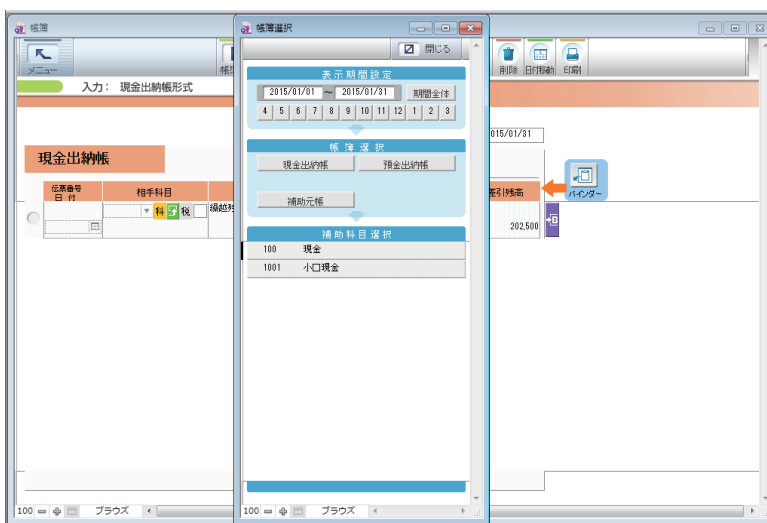 帳簿
メニュー
入力： 現金出納帳形式
現金出納帳
伝票番号
日 付
相手科目
科
税
帳簿選択
閉じる
表示期間設定
2015/01/01 ～ 2015/01/31 期間全体
4 5 6 7 8 9 10 11 12 1 2 3
帳 簿 選 択
現金出納帳 預金出納帳
補助元帳
補助科目選択
100 現金
1001 小口現金
削除 日付移動 印刷
015/01/31
差引残高
202,500
バインダー
100 ブラウズ
100 ブラウズ